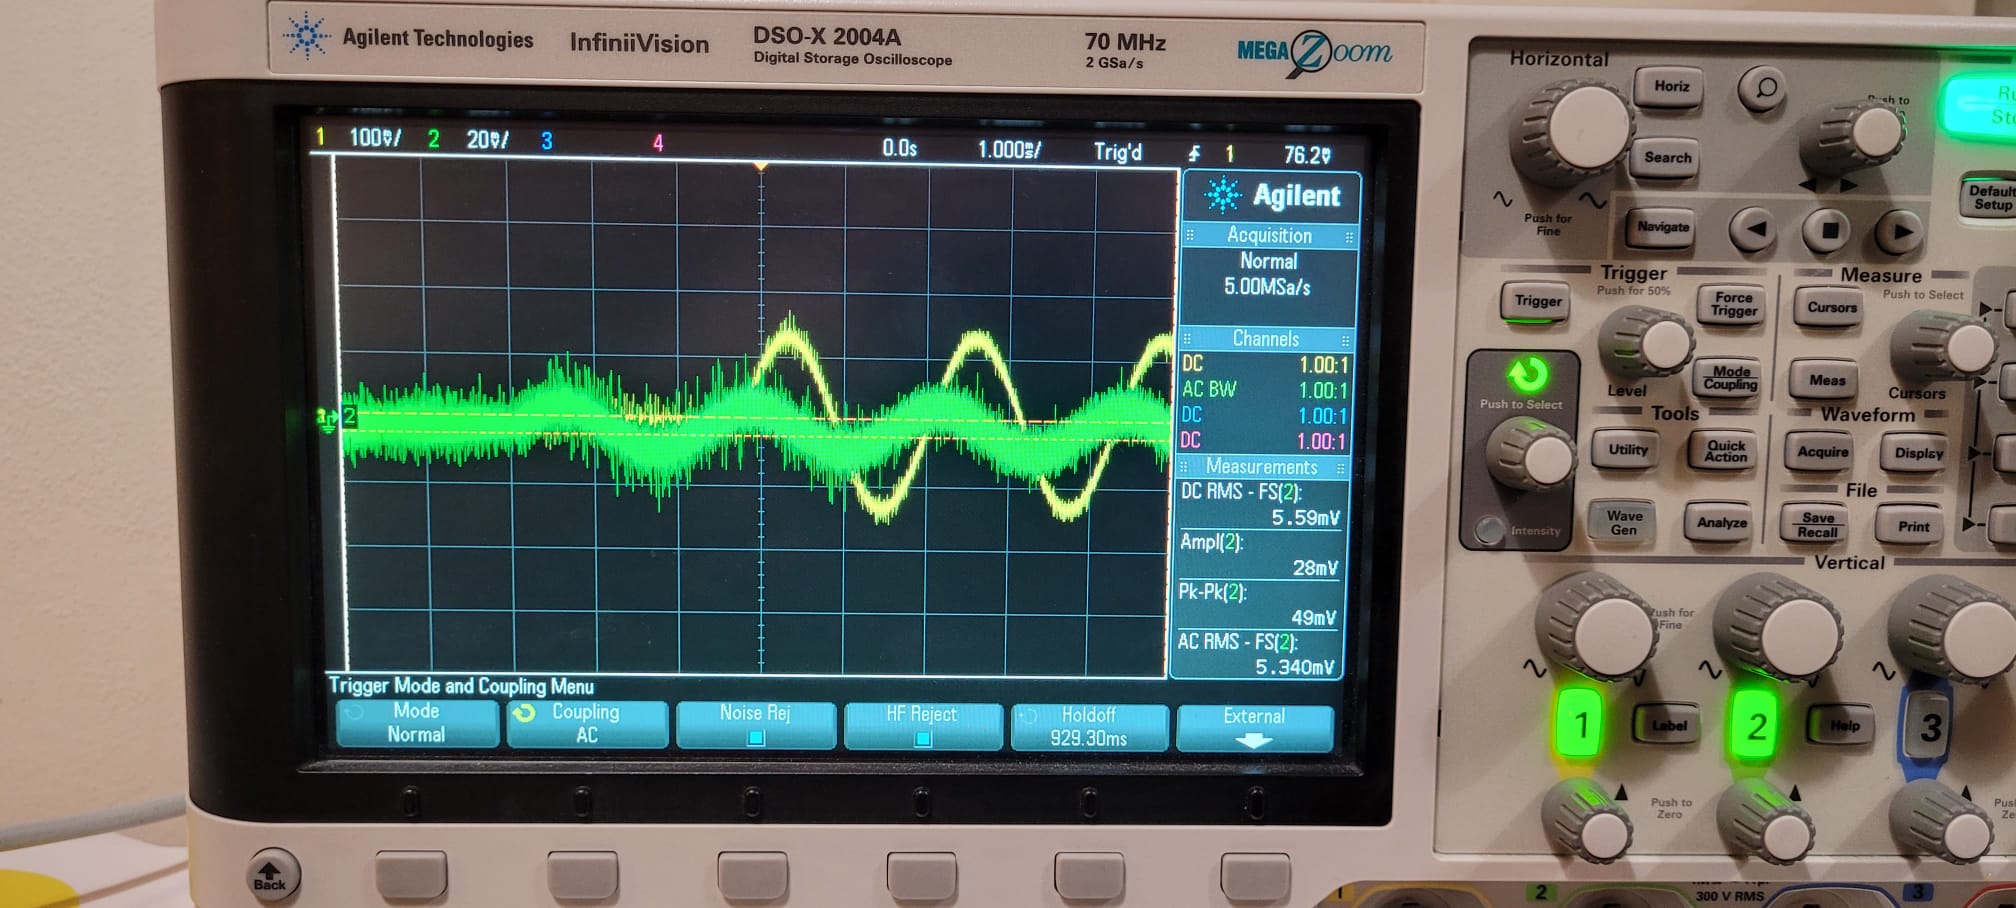 Agilent Technologies InfiniiVision DSO-X 2004A 70 MHz MEGA Zoom
Digital Storage Oscilloscope 2 GSa/s
1 100mV/ 2 20mV/ 3 4 0.0s 1.000ms/ Trig'd 1 76.2V
Agilent
Acquisition
Normal
5.00MSa/s
Channels
DC 1.00:1
AC BW 1.00:1
DC 1.00:1
DC 1.00:1
Measurements
DC RMS - FS(2):
5.59mV
Ampl(2):
28mV
Pk-Pk(2):
49mV
AC RMS - FS(2):
5.340mV
2
Trigger Mode and Coupling Menu
Mode Coupling Noise Rej HF Reject Holdoff External
Normal AC 929.30ms
Back
Horizontal
Horiz
Push to
Search
Push for
Fine
Navigate
Default
Setup
Trigger
Push for 50%
Trigger
Force
Trigger
Level
Mode
Coupling
Measure
Push to Select
Cursors
Meas
Cursors
Push to Select
Intensity
Tools
Utility
Quick
Action
Wave
Gen
Analyze
Waveform
Acquire
Display
File
Save
Recall
Print
Vertical
Push for
Fine
1 Label 2 Help 3
Push to
Zero
2 3
300 V RMS